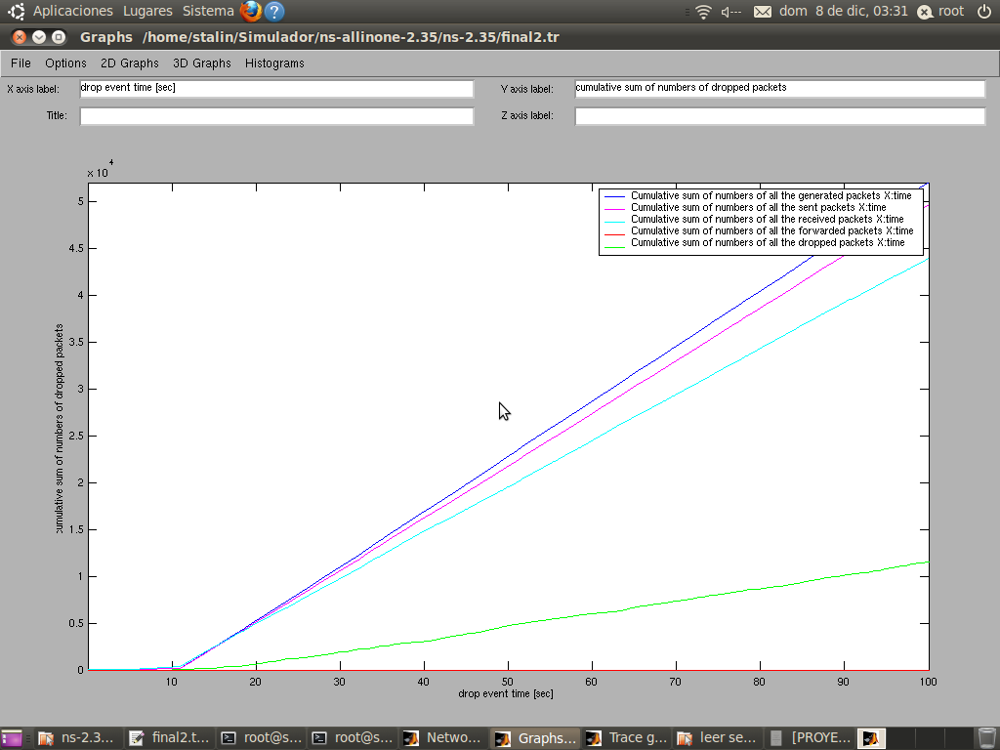 Aplicaciones Lugares Sistema dom 8 de dic, 03:31 root
Graphs /home/stalin/Simulador/ns-allinone-2.35/ns-2.35/final2.tr
File Options 2D Graphs 3D Graphs Histograms
X axis label: drop event time [sec] Y axis label: cumulative sum of numbers of dropped packets
Title: Z axis label:
x 10 4
Cumulative sum of numbers of all the generated packets X:time
Cumulative sum of numbers of all the sent packets X:time
Cumulative sum of numbers of all the received packets X:time
Cumulative sum of numbers of all the forwarded packets X:time
Cumulative sum of numbers of all the dropped packets X:time
5
4.5
4
3.5
3
2.5
2
1.5
1
0.5
0
cumulative sum of numbers of dropped packets
10 20 30 40 50 60 70 80 90 100
drop event time [sec]
ns-2.3... final2.t... root@s... root@s... Netwo... Graphs... Trace g... leer se... [PROYE...